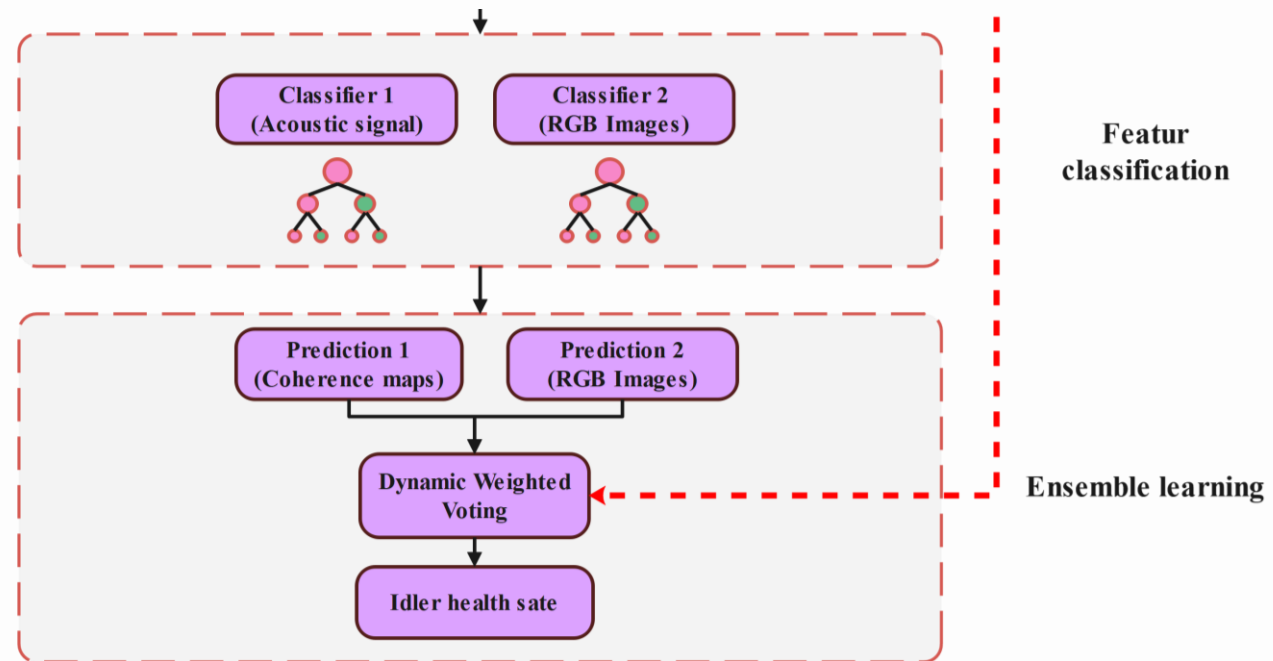 Classifier 1
(Acoustic signal)
Classifier 2
(RGB Images)
Featur
classification
Prediction 1
(Coherence maps)
Prediction 2
(RGB Images)
Dynamic Weighted
Voting
Ensemble learning
Idler health sate